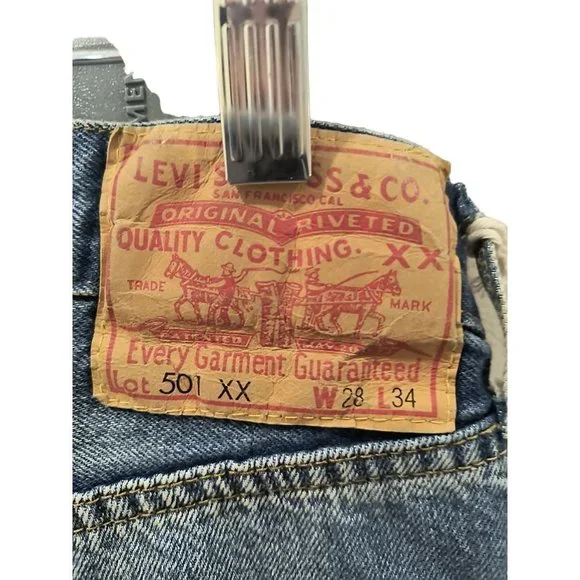 LEVI S SS & CO.
SAN FRANCISCO CAL
ORIGINAL RIVETED
QUALITY CLOTHING. XX
TRADE MARK
Every Garment Guaranteed
Lot 501 XX W 28 L 34